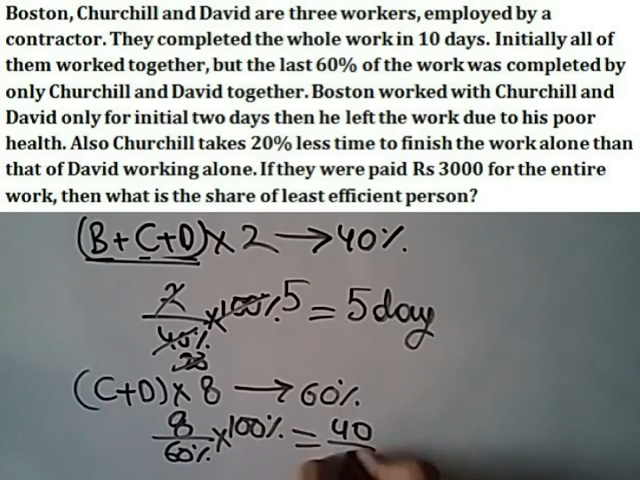 Boston, Churchill and David are three workers, employed by a
contractor. They completed the whole work in 10 days. Initially all of
them worked together, but the last 60% of the work was completed by
only Churchill and David together. Boston worked with Churchill and
David only for initial two days then he left the work due to his poor
health. Also Churchill takes 20% less time to finish the work alone than
that of David working alone. If they were paid Rs 3000 for the entire
work, then what is the share of least efficient person?
(B+C+D)×2→40%
2/40% × 100% 5 = 5 day
(C+D)×8→60%
8/60% × 100% = 40